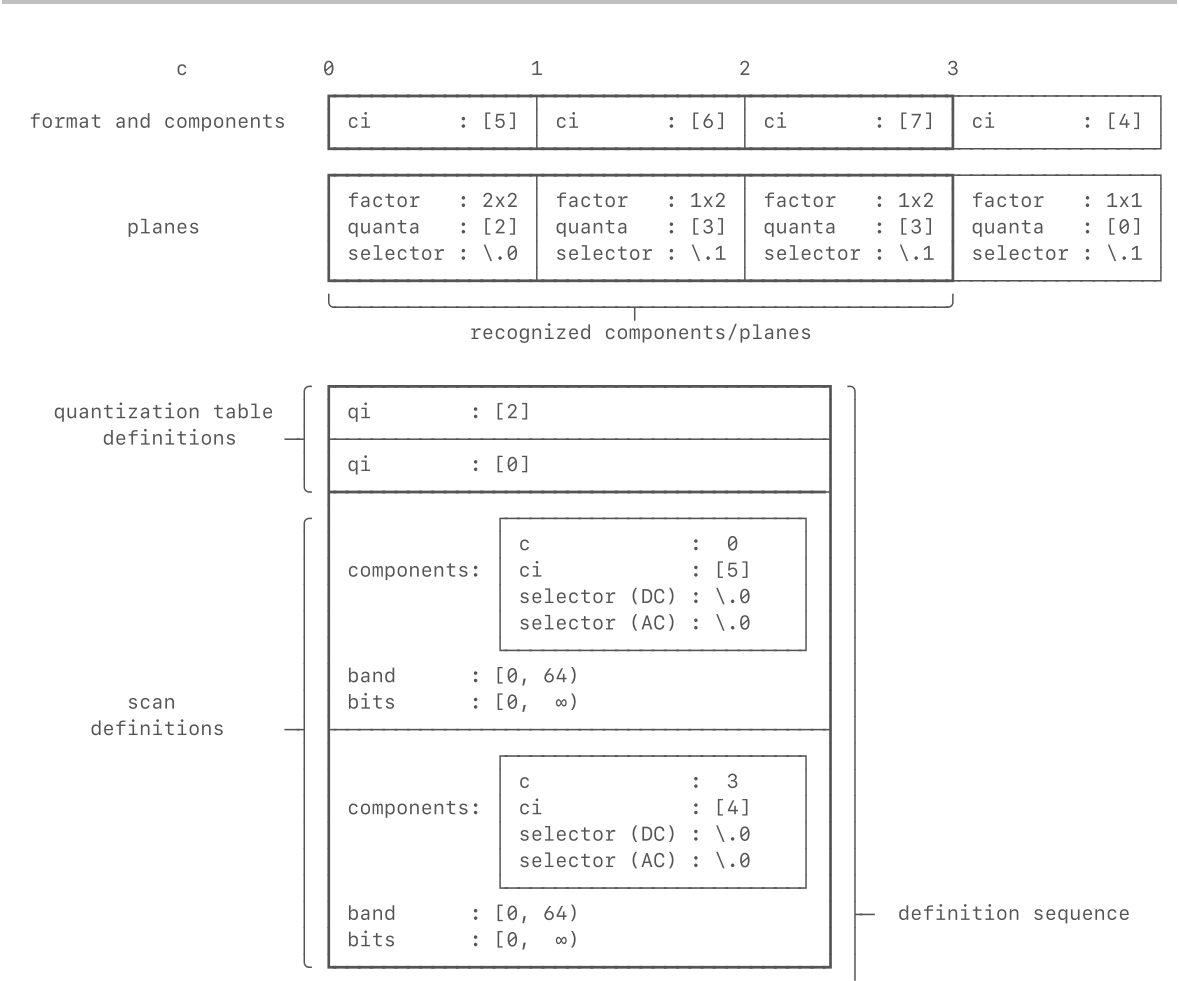 c 0 1 2 3
format and components ci : [5] ci : [6] ci : [7] ci : [4]
factor : 2x2 factor : 1x2 factor : 1x2 factor : 1x1
planes quanta : [2] quanta : [3] quanta : [3] quanta : [0]
selector : \.0 selector : \.1 selector : \.1 selector : \.1
recognized components/planes
quantization table qi : [2]
definitions
qi : [0]
c : 0
components: ci : [5]
selector (DC) : \.0
selector (AC) : \.0
band : [0, 64)
scan bits : [0, ∞)
definitions
c : 3
components: ci : [4]
selector (DC) : \.0
selector (AC) : \.0
band : [0, 64) definition sequence
bits : [0, ∞)